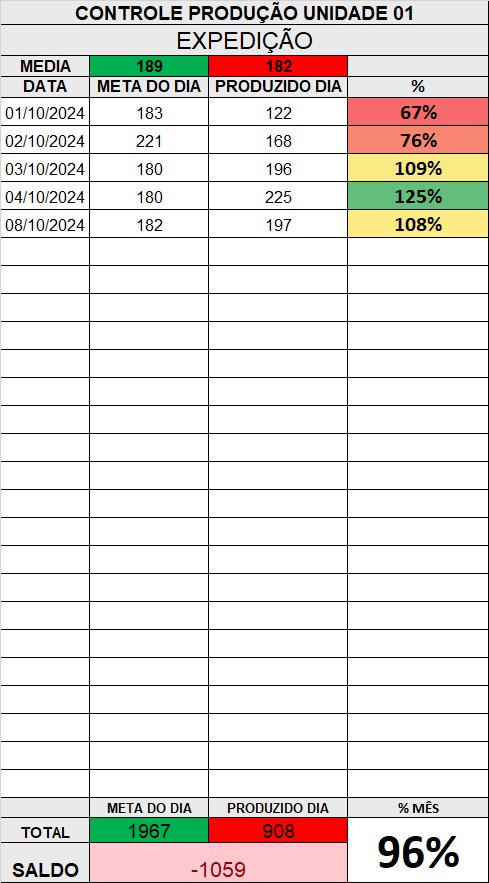 CONTROLE PRODUÇÃO UNIDADE 01
EXPEDIÇÃO
MEDIA 189 182
DATA META DO DIA PRODUZIDO DIA %
01/10/2024 183 122 67%
02/10/2024 221 168 76%
03/10/2024 180 196 109%
04/10/2024 180 225 125%
08/10/2024 182 197 108%
META DO DIA PRODUZIDO DIA % MÊS
TOTAL 1967 908 96%
SALDO -1059